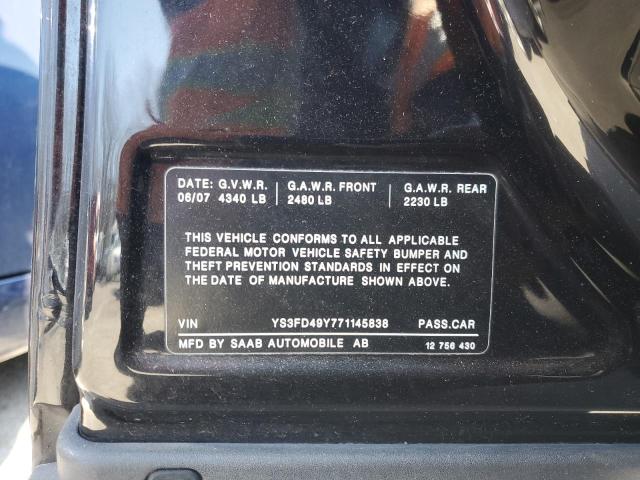 DATE: G.V.W.R. G.A.W.R. FRONT G.A.W.R. REAR
06/07 4340 LB 2480 LB 2230 LB
THIS VEHICLE CONFORMS TO ALL APPLICABLE
FEDERAL MOTOR VEHICLE SAFETY BUMPER AND
THEFT PREVENTION STANDARDS IN EFFECT ON
THE DATE OF MANUFACTURE SHOWN ABOVE.
VIN YS3FD49Y771145838 PASS.CAR
MFD BY SAAB AUTOMOBILE AB 12 756 430